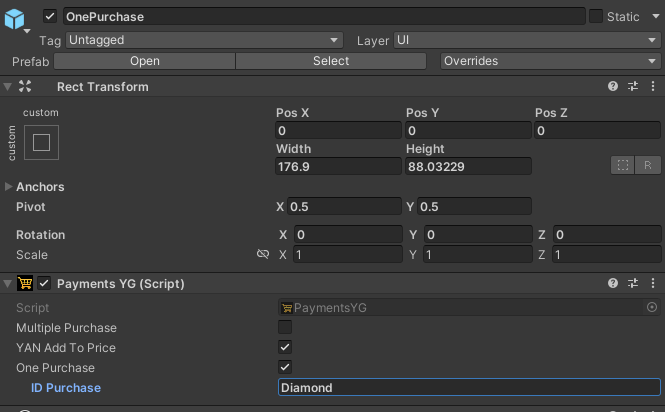 OnePurchase Static
Tag Untagged Layer UI
Prefab Open Select Overrides
Rect Transform
custom Pos X Pos Y Pos Z
custom 0 0 0
Width Height
176.9 88.03229 R
Anchors
Pivot X 0.5 Y 0.5
Rotation X 0 Y 0 Z 0
Scale X 1 Y 1 Z 1
Payments YG (Script)
Script PaymentsYG
Multiple Purchase
YAN Add To Price
One Purchase
ID Purchase Diamond